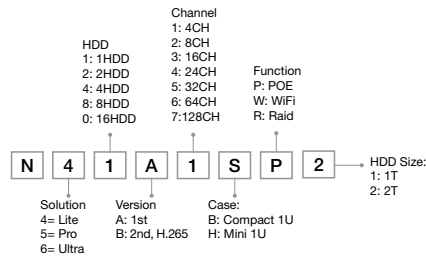 Channel
1: 4CH
2: 8CH
3: 16CH
4: 24CH
5: 32CH
6: 64CH
7:128CH
HDD
1: 1HDD
2: 2HDD
4: 4HDD
8: 8HDD
0: 16HDD
Function
P: POE
W: WiFi
R: Raid
N 4 1 A 1 S P 2
HDD Size:
1: 1T
2: 2T
Solution
4= Lite
5= Pro
6= Ultra
Version
A: 1st
B: 2nd, H.265
Case:
B: Compact 1U
H: Mini 1U